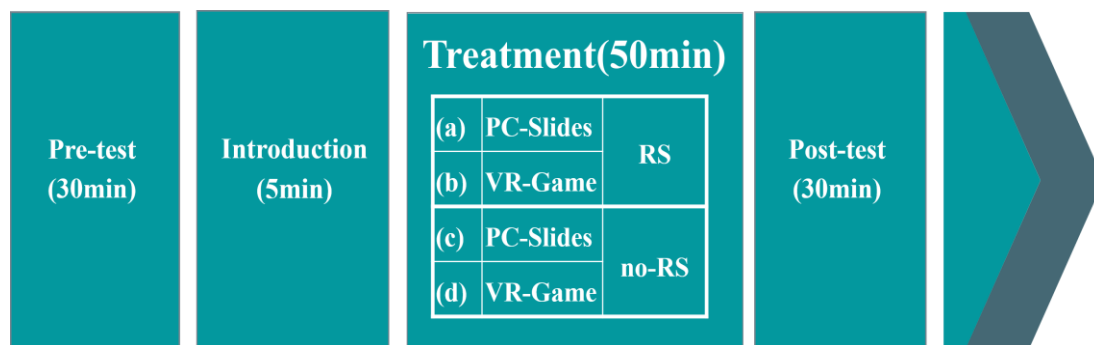 Pre-test
(30min)
Introduction
(5min)
Treatment(50min)
(a) PC-Slides
RS
(b) VR-Game
(c) PC-Slides
no-RS
(d) VR-Game
Post-test
(30min)